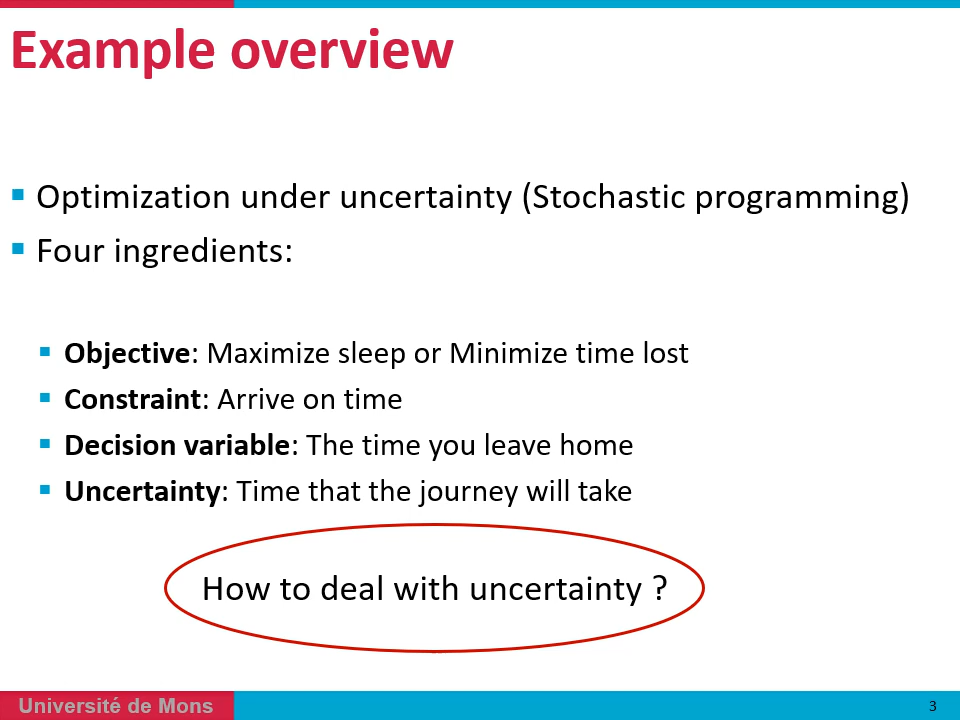 Example overview
Optimization under uncertainty (Stochastic programming)
Four ingredients:
Objective: Maximize sleep or Minimize time lost
Constraint: Arrive on time
Decision variable: The time you leave home
Uncertainty: Time that the journey will take
How to deal with uncertainty ?
Université de Mons
3